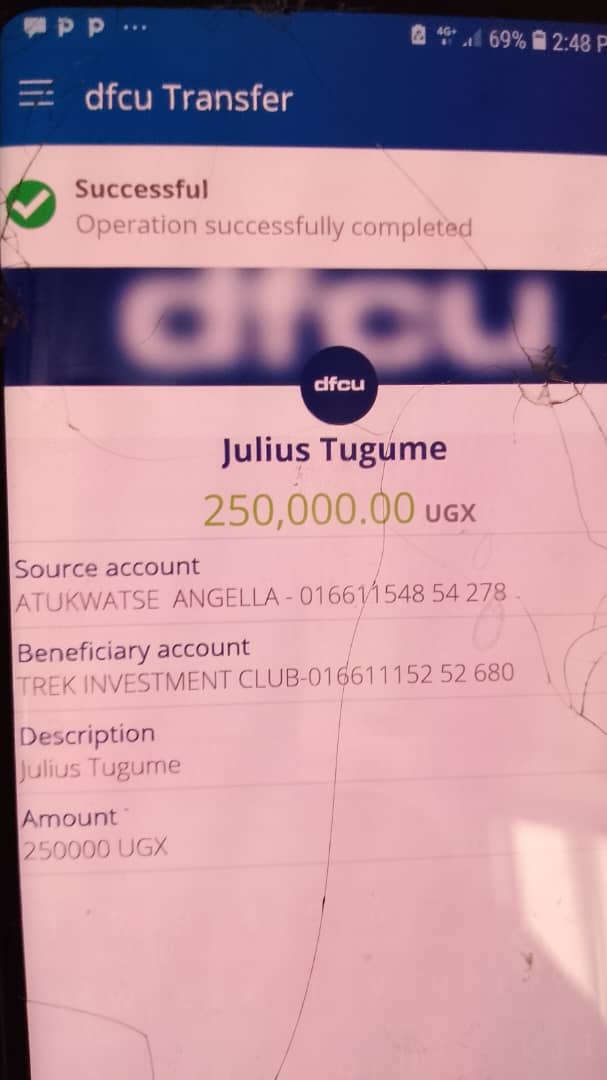 P P ...
4G+ 69% 2:48 P
dfcu Transfer
Successful
Operation successfully completed
dfcu
dfcu
Julius Tugume
250,000.00 UGX
Source account
ATUKWATSE ANGELLA - 016611548 54 278
Beneficiary account
TREK INVESTMENT CLUB-016611152 52 680
Description
Julius Tugume
Amount
250000 UGX